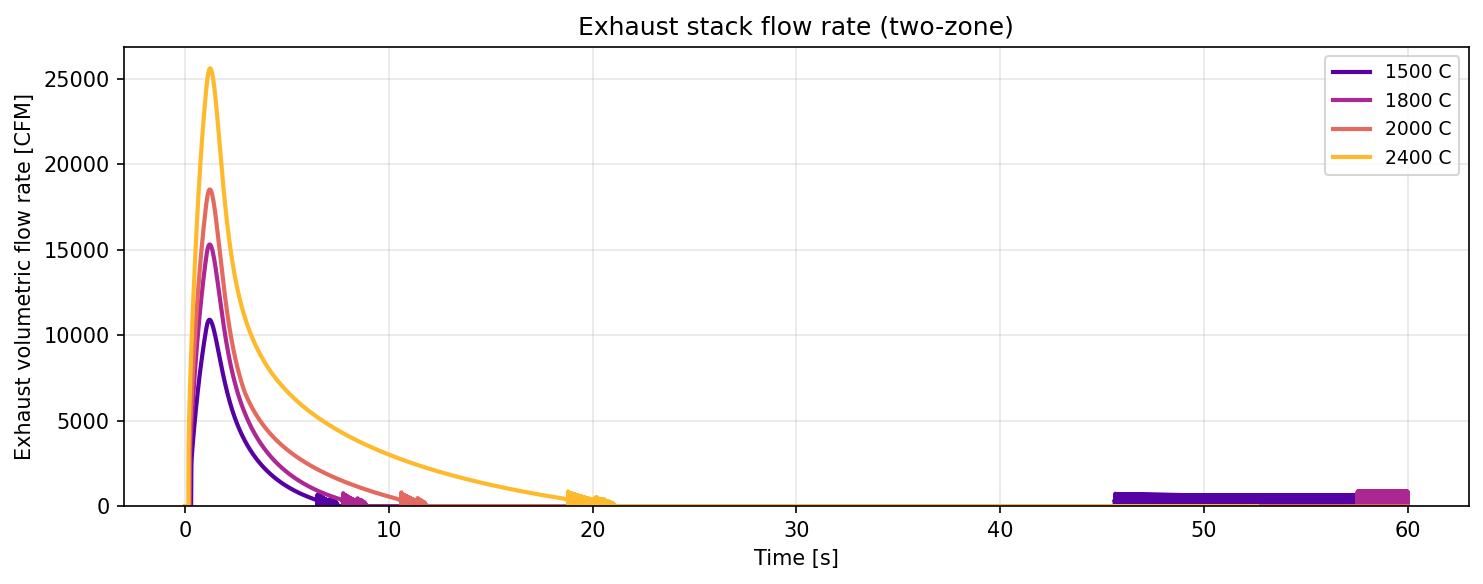 Exhaust stack flow rate (two-zone)
Exhaust volumetric flow rate [CFM]
25000
20000
15000
10000
5000
0
1500 C
1800 C
2000 C
2400 C
0 10 20 30 40 50 60
Time [s]